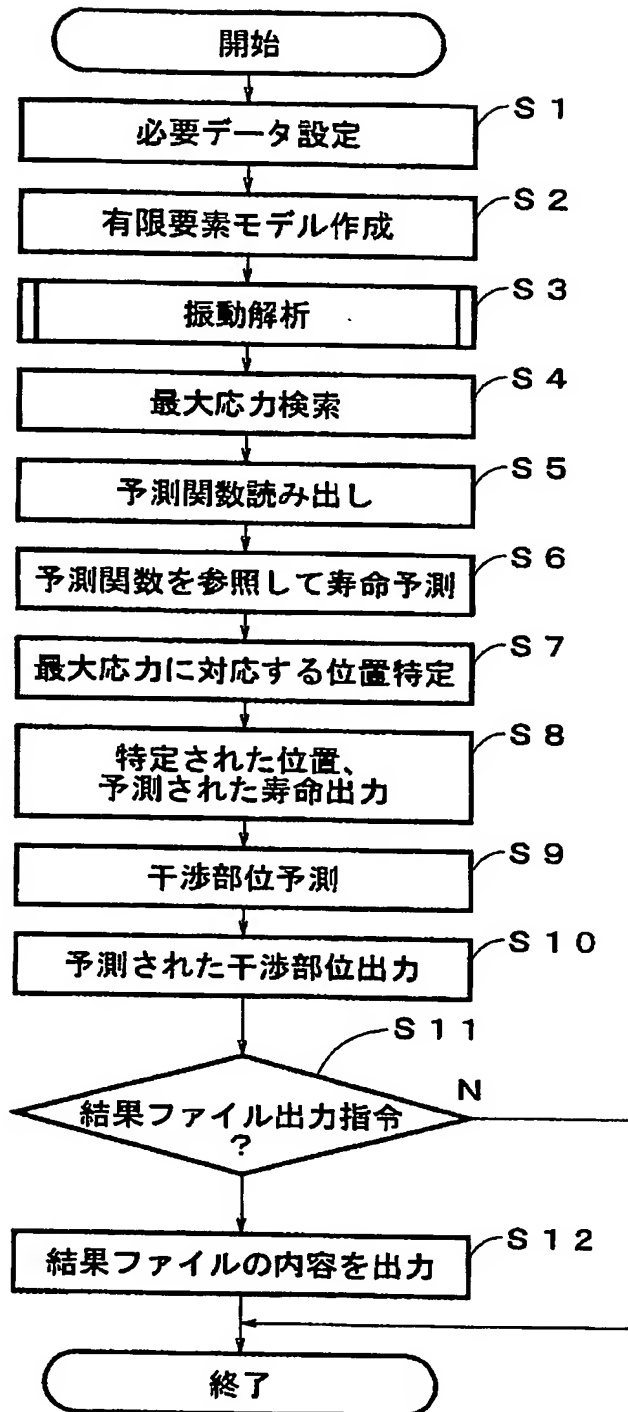 開始
必要データ設定
S1
有限要素モデル作成
S2
振動解析
S3
最大応力検索
S4
予測関数読み出し
S5
予測関数を参照して寿命予測
S6
最大応力に対応する位置特定
S7
特定された位置、
予測された寿命出力
S8
干渉部位予測
S9
予測された干渉部位出力
S10
S11
結果ファイル出力指令
?
N
結果ファイルの内容を出力
S12
終了